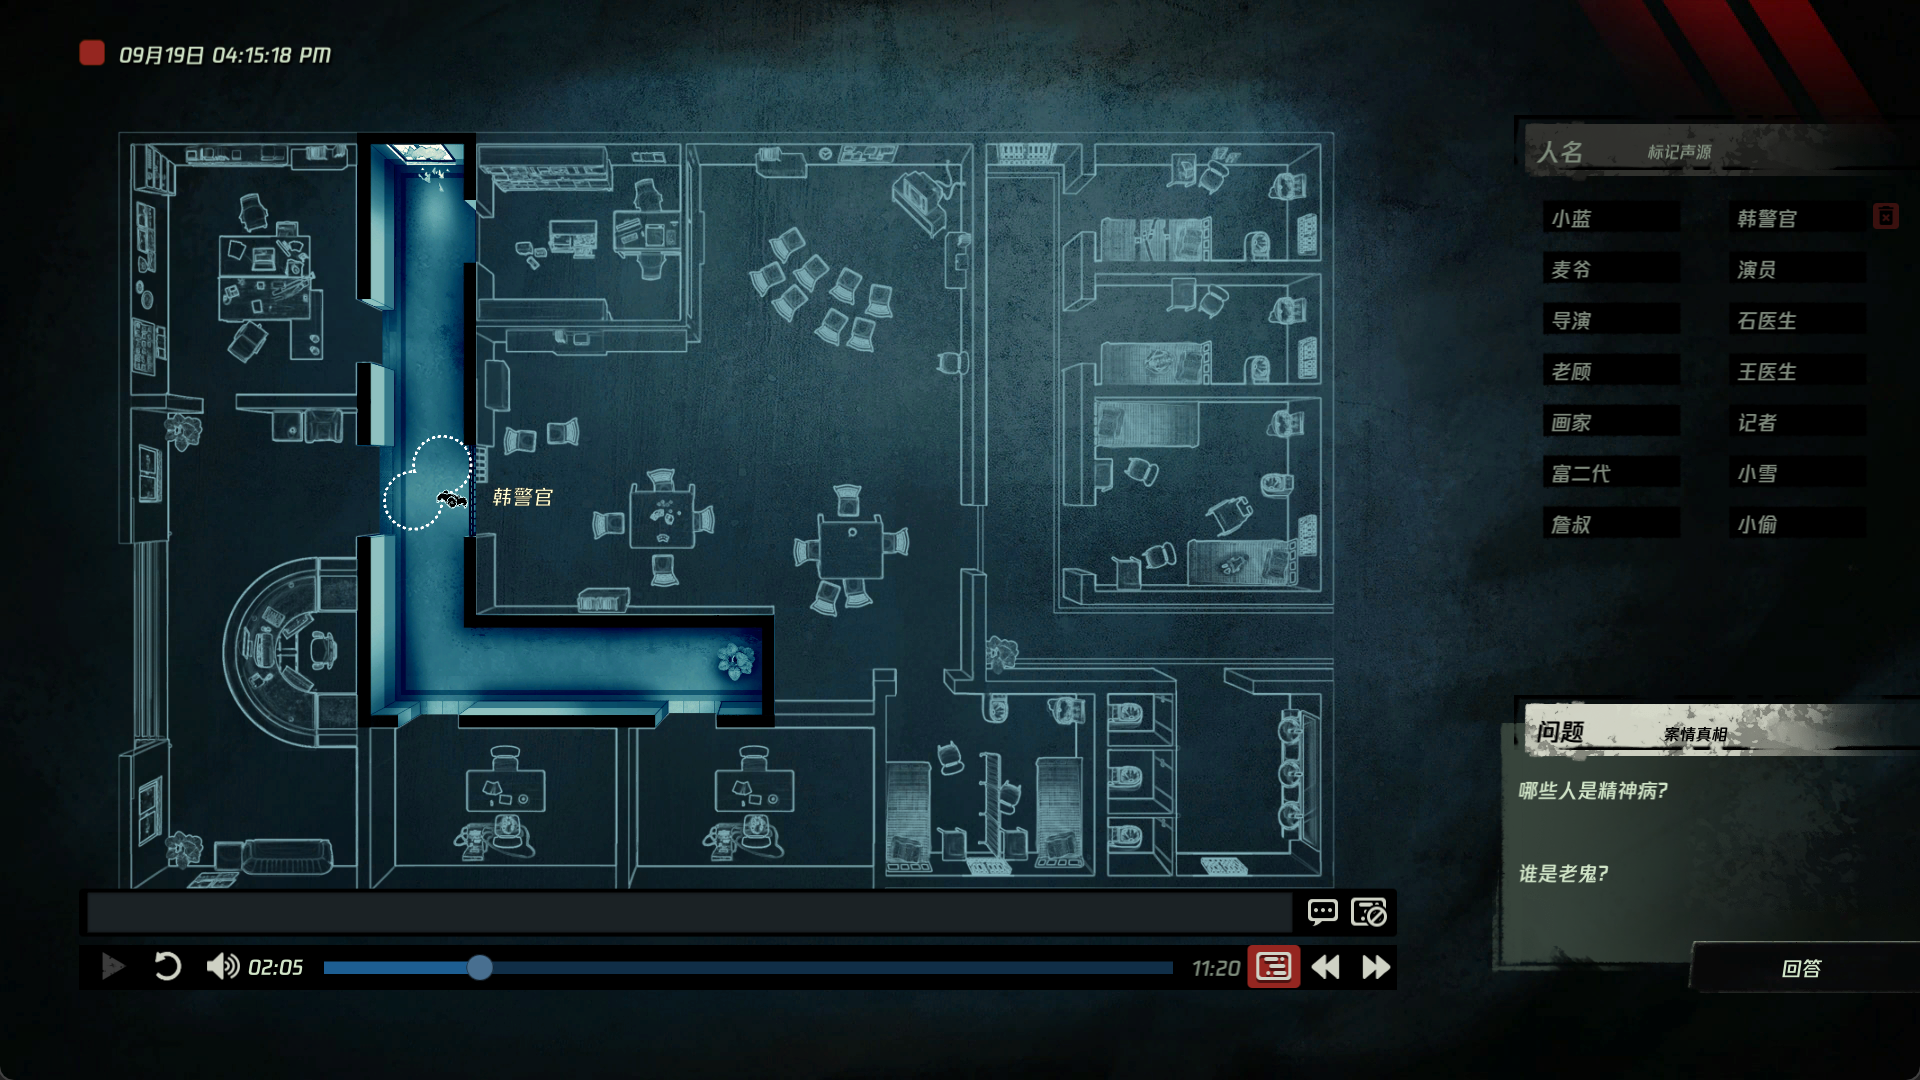 09月19日 04:15:18 PM
人名 标记声源
小蓝 韩警官
麦爷 演员
导演 石医生
老顾 王医生
画家 记者
富二代 小雪
詹叔 小偷
韩警官
问题 案情真相
哪些人是精神病?
谁是老鬼?
回答
02:05 11:20